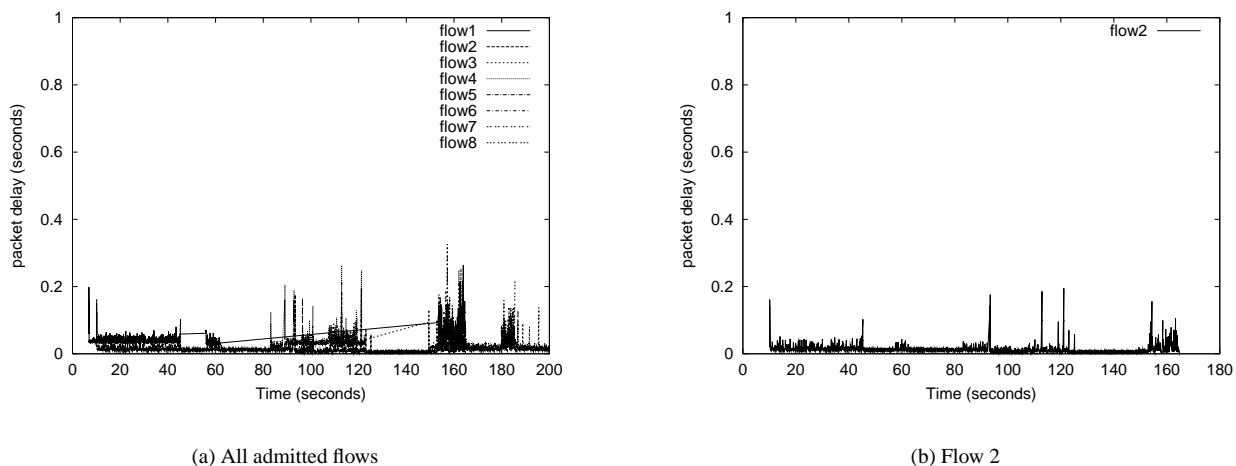 1
0.8
0.6
0.4
0.2
0
packet delay (seconds)
0 20 40 60 80 100 120 140 160 180 200
Time (seconds)
flow1
flow2
flow3
flow4
flow5
flow6
flow7
flow8
(a) All admitted flows
1
0.8
0.6
0.4
0.2
0
packet delay (seconds)
0 20 40 60 80 100 120 140 160 180
Time (seconds)
flow2
(b) Flow 2